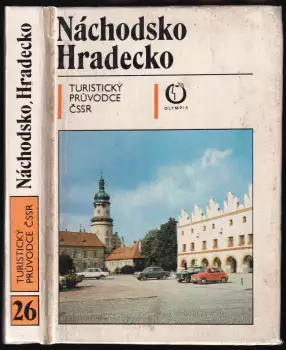 Náchodsko
Hradecko
TURISTICKÝ
PRŮVODCE
ČSSR
OLYMPIA
Náchodsko, Hradecko
TURISTICKÝ
PRŮVODCE ČSSR
26